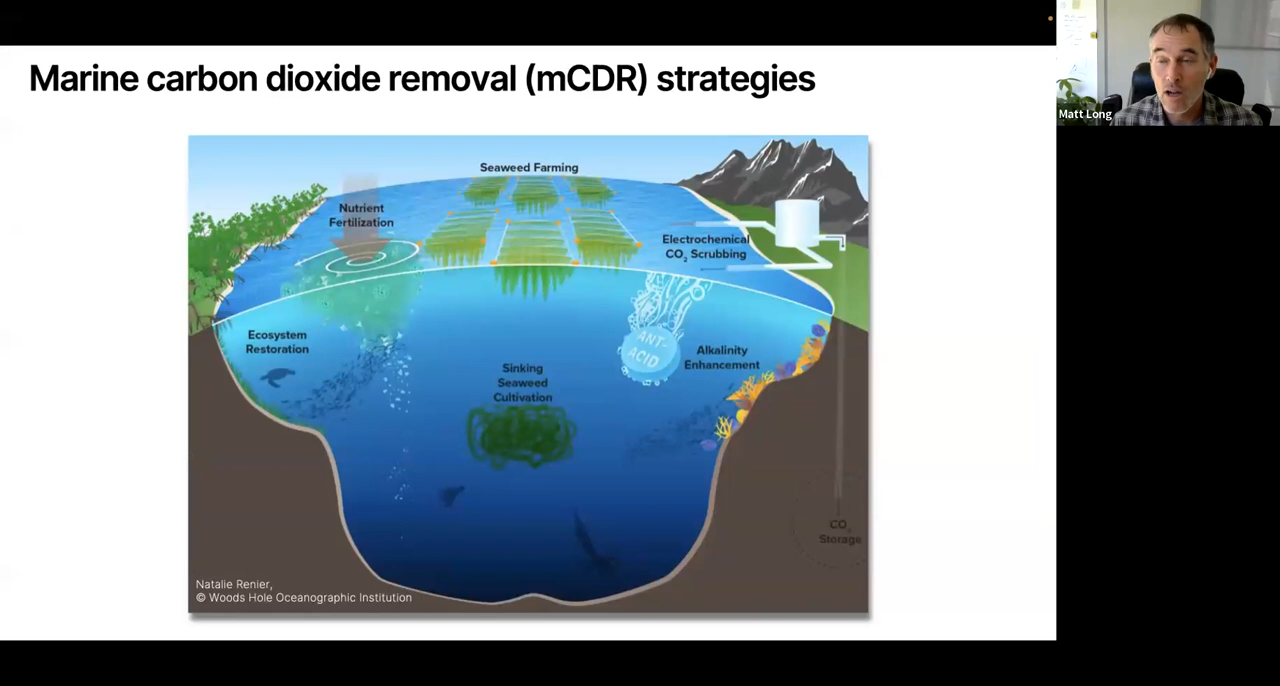 Marine carbon dioxide removal (mCDR) strategies
Matt Long
Seaweed Farming
Nutrient
Fertilization
Electrochemical
CO₂ Scrubbing
Ecosystem
Restoration
ANT-
ACID
Alkalinity
Enhancement
Sinking
Seaweed
Cultivation
CO₂
Storage
Natalie Renier,
© Woods Hole Oceanographic Institution